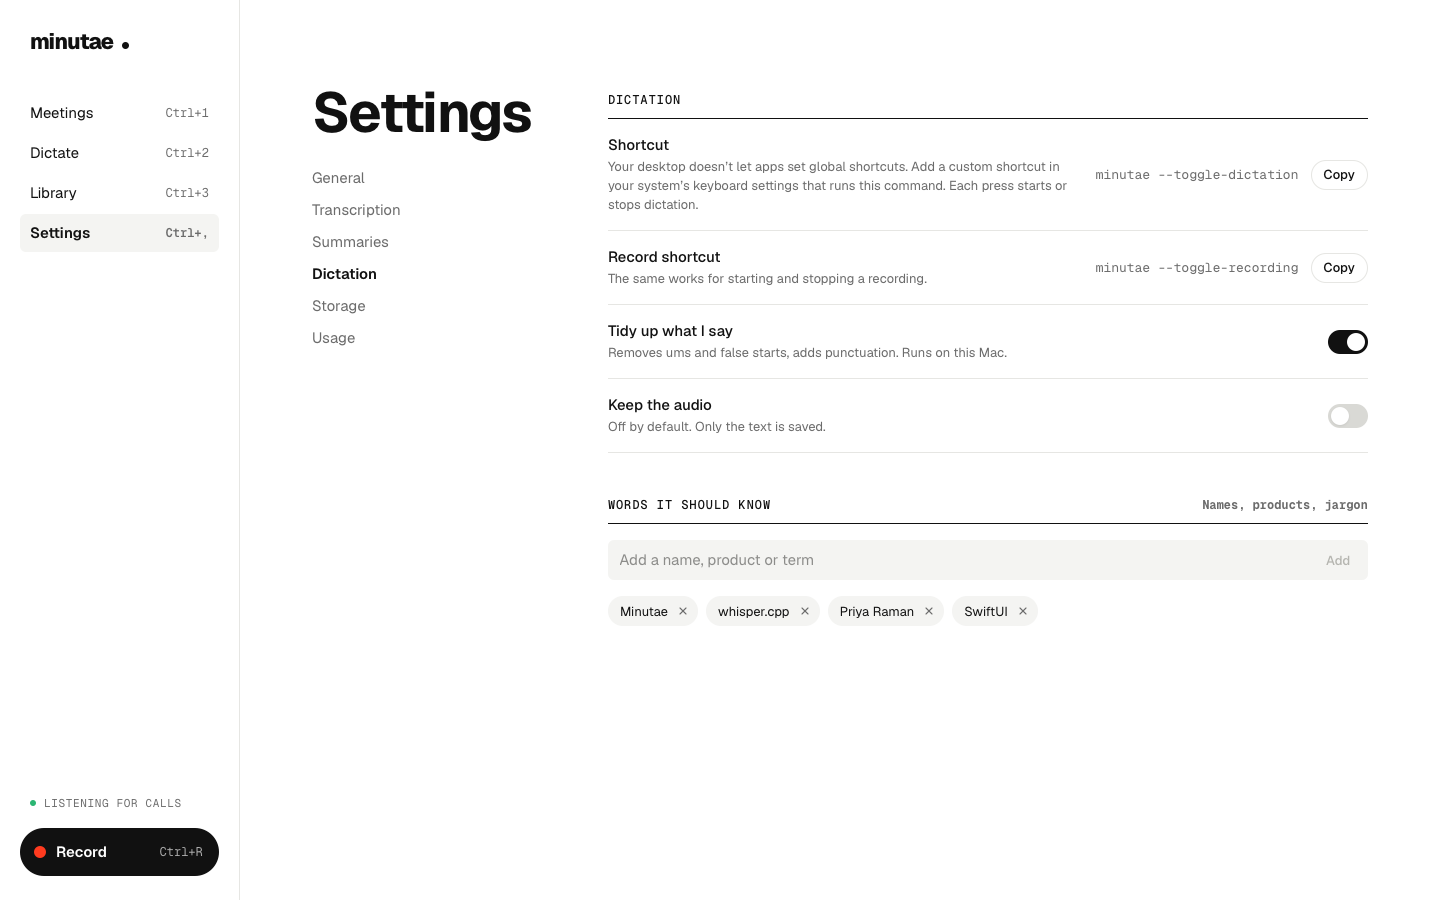 minutae
Meetings Ctrl+1
Dictate Ctrl+2
Library Ctrl+3
Settings Ctrl+,
LISTENING FOR CALLS
Record Ctrl+R
Settings
General
Transcription
Summaries
Dictation
Storage
Usage
DICTATION
Shortcut
Your desktop doesn’t let apps set global shortcuts. Add a custom shortcut in
your system’s keyboard settings that runs this command. Each press starts or
stops dictation.
minutae --toggle-dictation Copy
Record shortcut
The same works for starting and stopping a recording.
minutae --toggle-recording Copy
Tidy up what I say
Removes ums and false starts, adds punctuation. Runs on this Mac.
Keep the audio
Off by default. Only the text is saved.
WORDS IT SHOULD KNOW Names, products, jargon
Add a name, product or term Add
Minutae × whisper.cpp × Priya Raman × SwiftUI ×